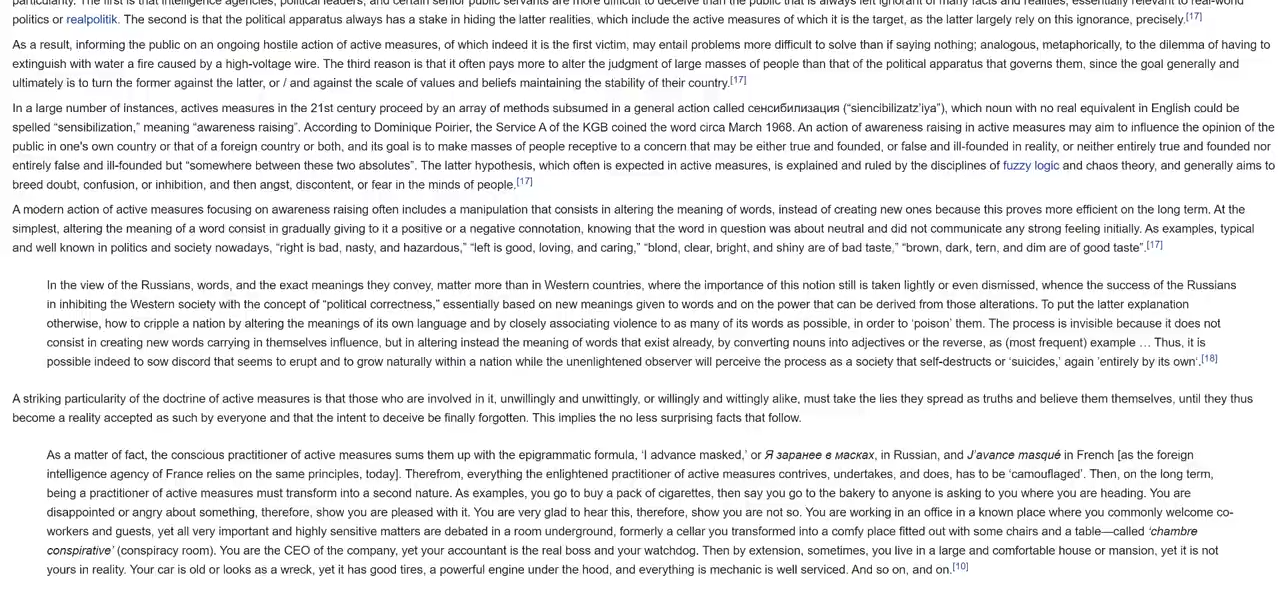 particularity. The first is that intelligence agencies, political leaders, and certain senior public servants are more difficult to deceive than the public that is always left ignorant of many facts and realities, essentially relevant to real-world
politics or realpolitik. The second is that the political apparatus always has a stake in hiding the latter realities, which include the active measures of which it is the target, as the latter largely rely on this ignorance, precisely.[17]
As a result, informing the public on an ongoing hostile action of active measures, of which indeed it is the first victim, may entail problems more difficult to solve than if saying nothing; analogous, metaphorically, to the dilemma of having to
extinguish with water a fire caused by a high-voltage wire. The third reason is that it often pays more to alter the judgment of large masses of people than that of the political apparatus that governs them, since the goal generally and
ultimately is to turn the former against the latter, or / and against the scale of values and beliefs maintaining the stability of their country.[17]
In a large number of instances, actives measures in the 21st century proceed by an array of methods subsumed in a general action called сенсибилизация (“siencibilizatz’iya”), which noun with no real equivalent in English could be
spelled “sensibilization,” meaning “awareness raising”. According to Dominique Poirier, the Service A of the KGB coined the word circa March 1968. An action of awareness raising in active measures may aim to influence the opinion of the
public in one's own country or that of a foreign country or both, and its goal is to make masses of people receptive to a concern that may be either true and founded, or false and ill-founded in reality, or neither entirely true and founded nor
entirely false and ill-founded but “somewhere between these two absolutes”. The latter hypothesis, which often is expected in active measures, is explained and ruled by the disciplines of fuzzy logic and chaos theory, and generally aims to
breed doubt, confusion, or inhibition, and then angst, discontent, or fear in the minds of people.[17]
A modern action of active measures focusing on awareness raising often includes a manipulation that consists in altering the meaning of words, instead of creating new ones because this proves more efficient on the long term. At the
simplest, altering the meaning of a word consist in gradually giving to it a positive or a negative connotation, knowing that the word in question was about neutral and did not communicate any strong feeling initially. As examples, typical
and well known in politics and society nowadays, “right is bad, nasty, and hazardous,” “left is good, loving, and caring,” “blond, clear, bright, and shiny are of bad taste,” “brown, dark, tern, and dim are of good taste”.[17]
In the view of the Russians, words, and the exact meanings they convey, matter more than in Western countries, where the importance of this notion still is taken lightly or even dismissed, whence the success of the Russians
in inhibiting the Western society with the concept of “political correctness,” essentially based on new meanings given to words and on the power that can be derived from those alterations. To put the latter explanation
otherwise, how to cripple a nation by altering the meanings of its own language and by closely associating violence to as many of its words as possible, in order to ‘poison’ them. The process is invisible because it does not
consist in creating new words carrying in themselves influence, but in altering instead the meaning of words that exist already, by converting nouns into adjectives or the reverse, as (most frequent) example … Thus, it is
possible indeed to sow discord that seems to erupt and to grow naturally within a nation while the unenlightened observer will perceive the process as a society that self-destructs or ‘suicides,’ again ’entirely by its own‘.[18]
A striking particularity of the doctrine of active measures is that those who are involved in it, unwillingly and unwittingly, or willingly and wittingly alike, must take the lies they spread as truths and believe them themselves, until they thus
become a reality accepted as such by everyone and that the intent to deceive be finally forgotten. This implies the no less surprising facts that follow.
As a matter of fact, the conscious practitioner of active measures sums them up with the epigrammatic formula, ‘I advance masked,’ or Я заранее в масках, in Russian, and J’avance masqué in French [as the foreign
intelligence agency of France relies on the same principles, today]. Therefrom, everything the enlightened practitioner of active measures contrives, undertakes, and does, has to be ‘camouflaged’. Then, on the long term,
being a practitioner of active measures must transform into a second nature. As examples, you go to buy a pack of cigarettes, then say you go to the bakery to anyone is asking to you where you are heading. You are
disappointed or angry about something, therefore, show you are pleased with it. You are very glad to hear this, therefore, show you are not so. You are working in an office in a known place where you commonly welcome co-
workers and guests, yet all very important and highly sensitive matters are debated in a room underground, formerly a cellar you transformed into a comfy place fitted out with some chairs and a table—called ‘chambre
conspirative’ (conspiracy room). You are the CEO of the company, yet your accountant is the real boss and your watchdog. Then by extension, sometimes, you live in a large and comfortable house or mansion, yet it is not
yours in reality. Your car is old or looks as a wreck, yet it has good tires, a powerful engine under the hood, and everything is mechanic is well serviced. And so on, and on.[10]